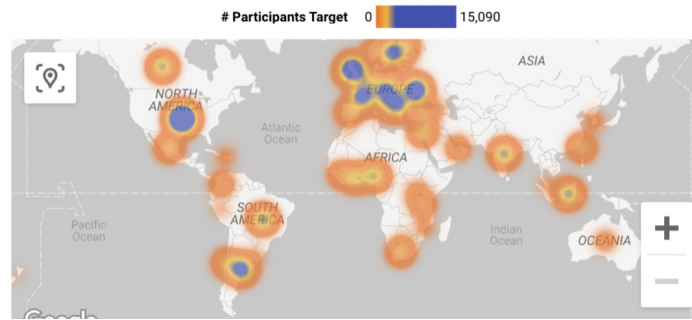 # Participants Target 0 15,090
ASIA
NORTH
AMERICA
EUROPE
Atlantic
Ocean
AFRICA
SOUTH
AMERICA
Pacific
Ocean
Indian
Ocean
OCEANIA
+
−
Google